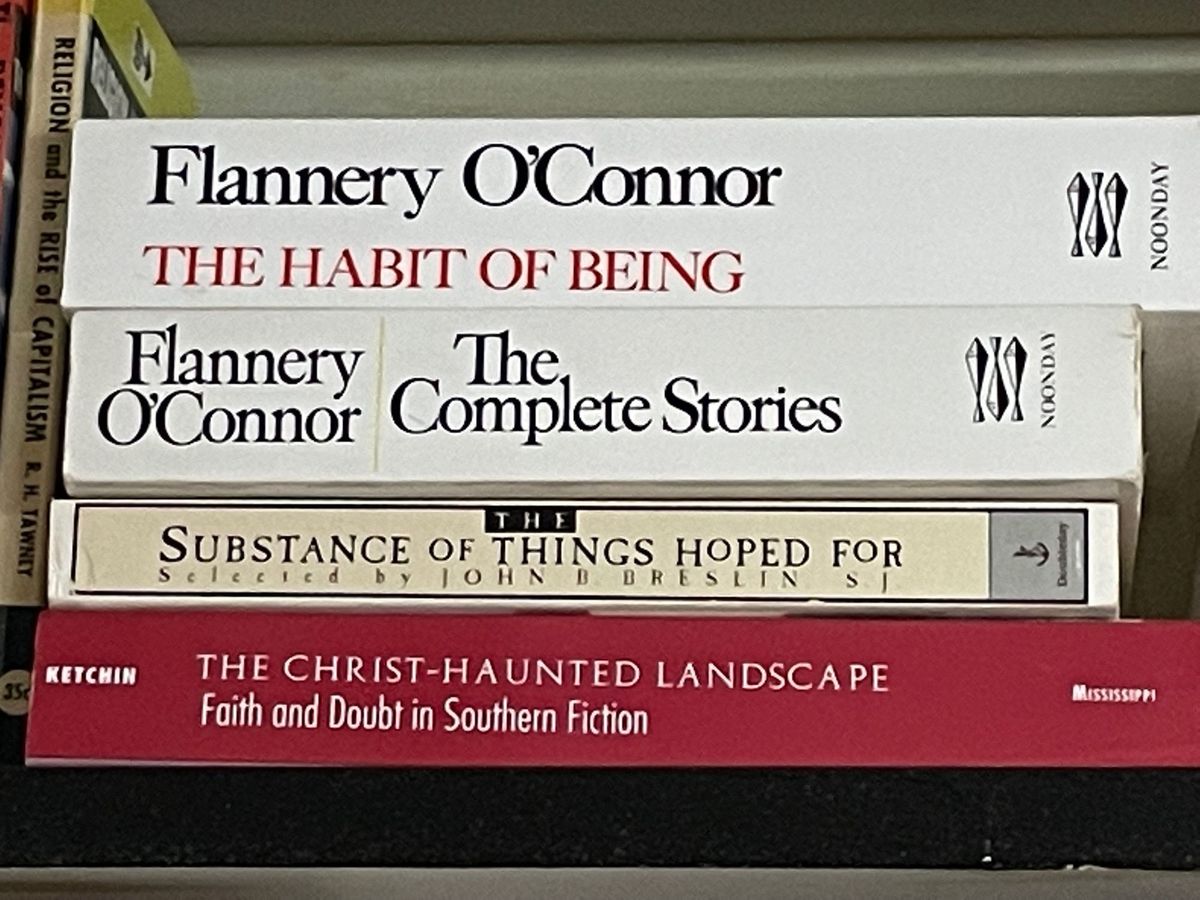 RELIGION and the RISE of CAPITALISM R. H. TAWNEY
Flannery O'Connor
THE HABIT OF BEING
NOONDAY
Flannery
O'Connor
The
Complete Stories
NOONDAY
THE
SUBSTANCE OF THINGS HOPED FOR
Selected by JOHN B. BRESLIN SJ
Doubleday
KETCHIN
THE CHRIST-HAUNTED LANDSCAPE
Faith and Doubt in Southern Fiction
MISSISSIPPI
35c